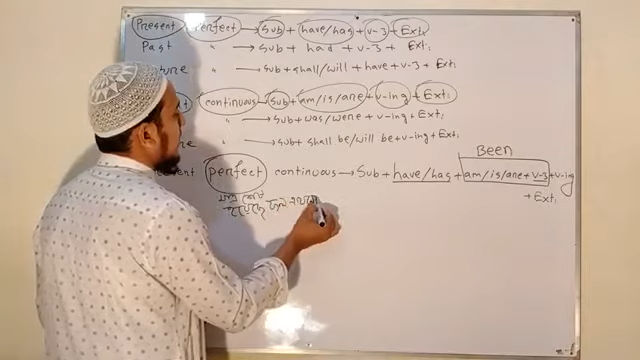 Present Perfect → Sub + have/has + v-3 + Ext:
Past " → Sub + had + v-3 + Ext:
" → Sub + shall/will + have + v-3 + Ext:
continuous → Sub + am/is/are + v-ing + Ext:
" → Sub + was/were + v-ing + Ext:
" → Sub + shall be/will be + v-ing + Ext:
Been
perfect continuous → Sub + have/has + am/is/are + v-3 + v-ing
+ Ext: